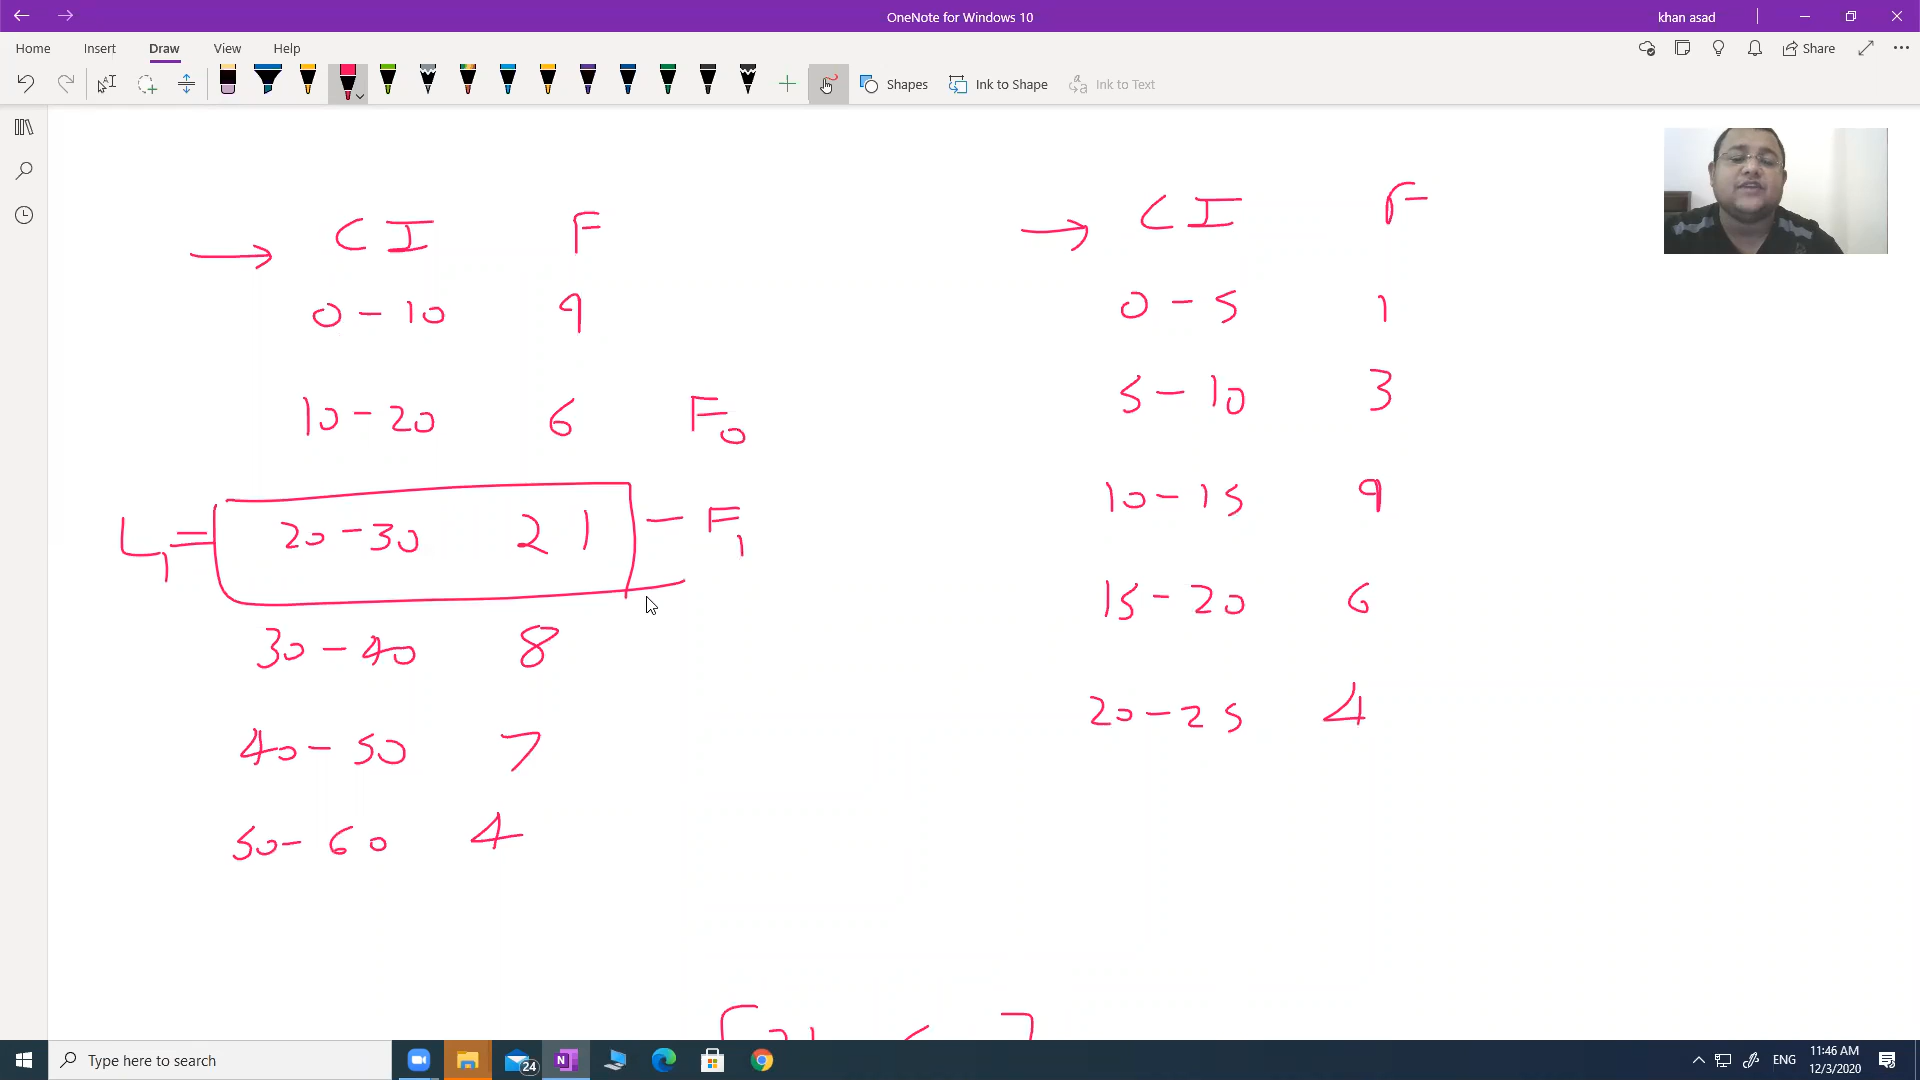 OneNote for Windows 10
khan asad
Home Insert Draw View Help
Share
Shapes
Ink to Shape
Ink to Text
C I F
0 - 10 9
10 - 20 6 F0
L1 = 20 - 30 21 - F1
30 - 40 8
40 - 50 7
50 - 60 4
C I F
0 - 5 1
5 - 10 3
10 - 15 9
15 - 20 6
20 - 25 4
Type here to search
24
N
ENG
11:46 AM
12/3/2020